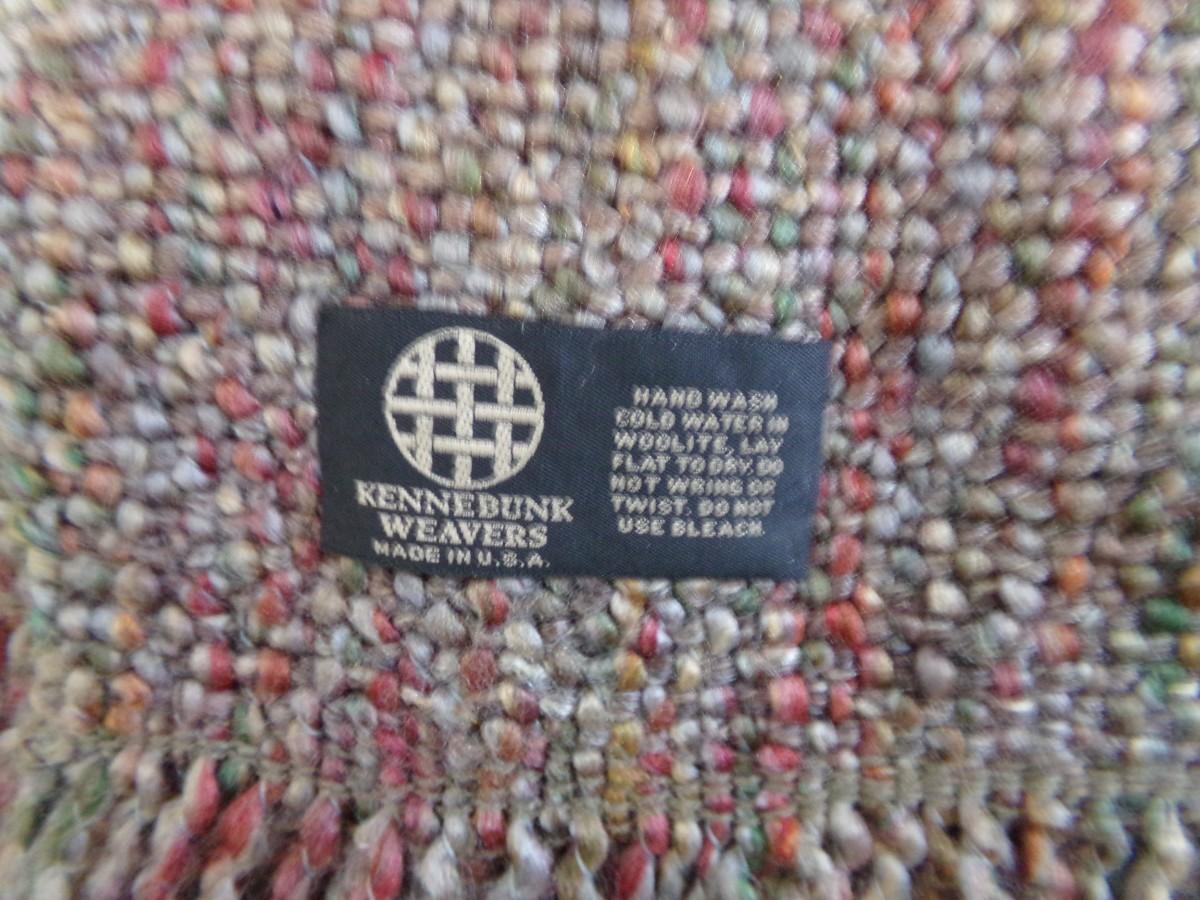 KENNEBUNK
WEAVERS
MADE IN U.S.A.
HAND WASH
COLD WATER IN
WOOLITE, LAY
FLAT TO DRY. DO
NOT WRING OR
TWIST. DO NOT
USE BLEACH.